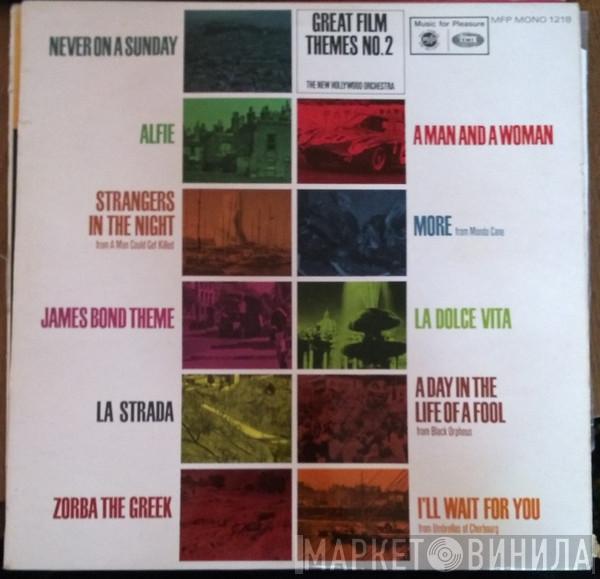 NEVER ON A SUNDAY
GREAT FILM
THEMES NO.2
THE NEW HOLLYWOOD ORCHESTRA
Music for Pleasure
MFP MONO 1218
mfp
EMI
ALFIE
A MAN AND A WOMAN
STRANGERS
IN THE NIGHT
from A Man Could Get Killed
MORE from Mondo Cane
JAMES BOND THEME
LA DOLCE VITA
LA STRADA
A DAY IN THE
LIFE OF A FOOL
from Black Orpheus
ZORBA THE GREEK
I'LL WAIT FOR YOU
from Umbrellas of Cherbourg
МАРКЕТ ВИНИЛА